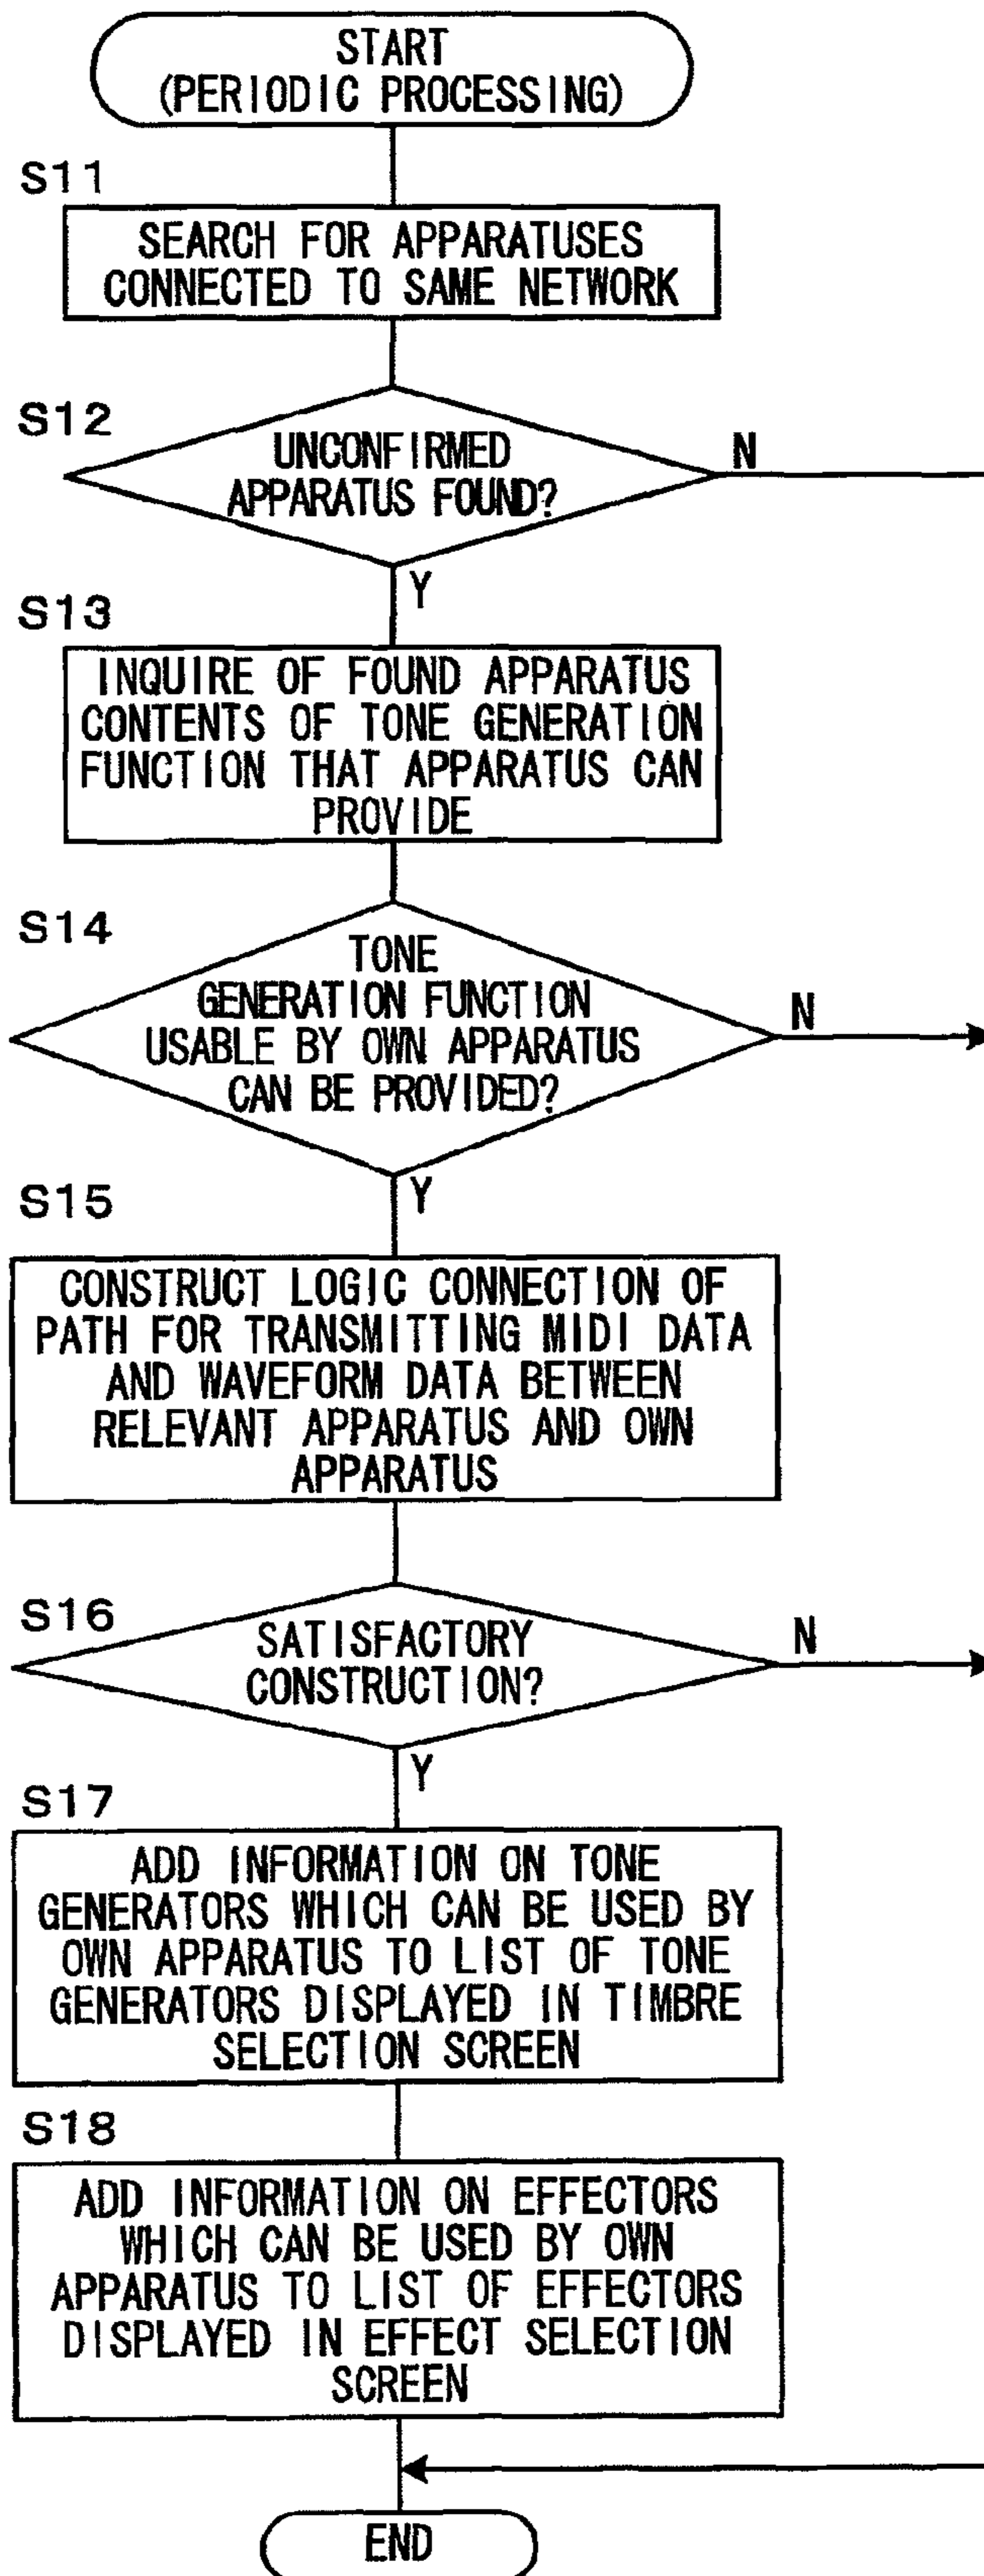 START
(PERIODIC PROCESSING)
S11
SEARCH FOR APPARATUSES
CONNECTED TO SAME NETWORK
S12
UNCONFIRMED
APPARATUS FOUND?
N
Y
S13
INQUIRE OF FOUND APPARATUS
CONTENTS OF TONE GENERATION
FUNCTION THAT APPARATUS CAN
PROVIDE
S14
TONE
GENERATION FUNCTION
USABLE BY OWN APPARATUS
CAN BE PROVIDED?
N
Y
S15
CONSTRUCT LOGIC CONNECTION OF
PATH FOR TRANSMITTING MIDI DATA
AND WAVEFORM DATA BETWEEN
RELEVANT APPARATUS AND OWN
APPARATUS
S16
SATISFACTORY
CONSTRUCTION?
N
Y
S17
ADD INFORMATION ON TONE
GENERATORS WHICH CAN BE USED BY
OWN APPARATUS TO LIST OF TONE
GENERATORS DISPLAYED IN TIMBRE
SELECTION SCREEN
S18
ADD INFORMATION ON EFFECTORS
WHICH CAN BE USED BY OWN
APPARATUS TO LIST OF EFFECTORS
DISPLAYED IN EFFECT SELECTION
SCREEN
END